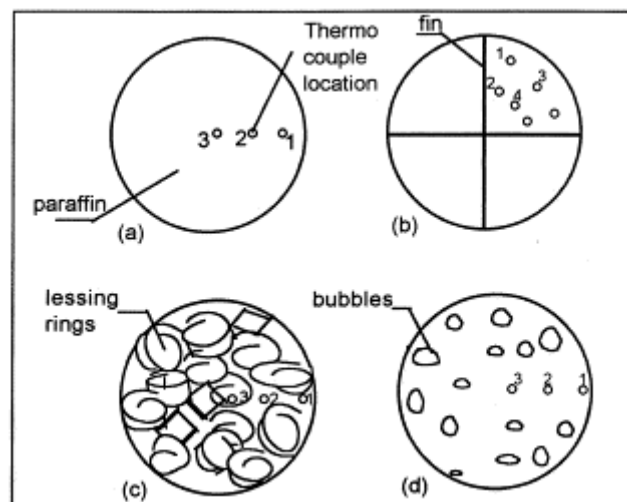 Thermo
couple
location
3 2 1
paraffin
(a)
fin
1
3
2
4
(b)
lessing
rings
3 2 1
(c)
bubbles
3 2 1
(d)